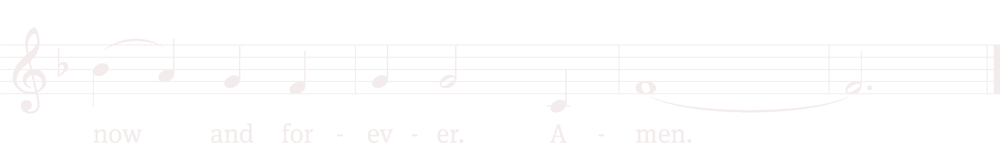 now and for - ev - er. A - men.